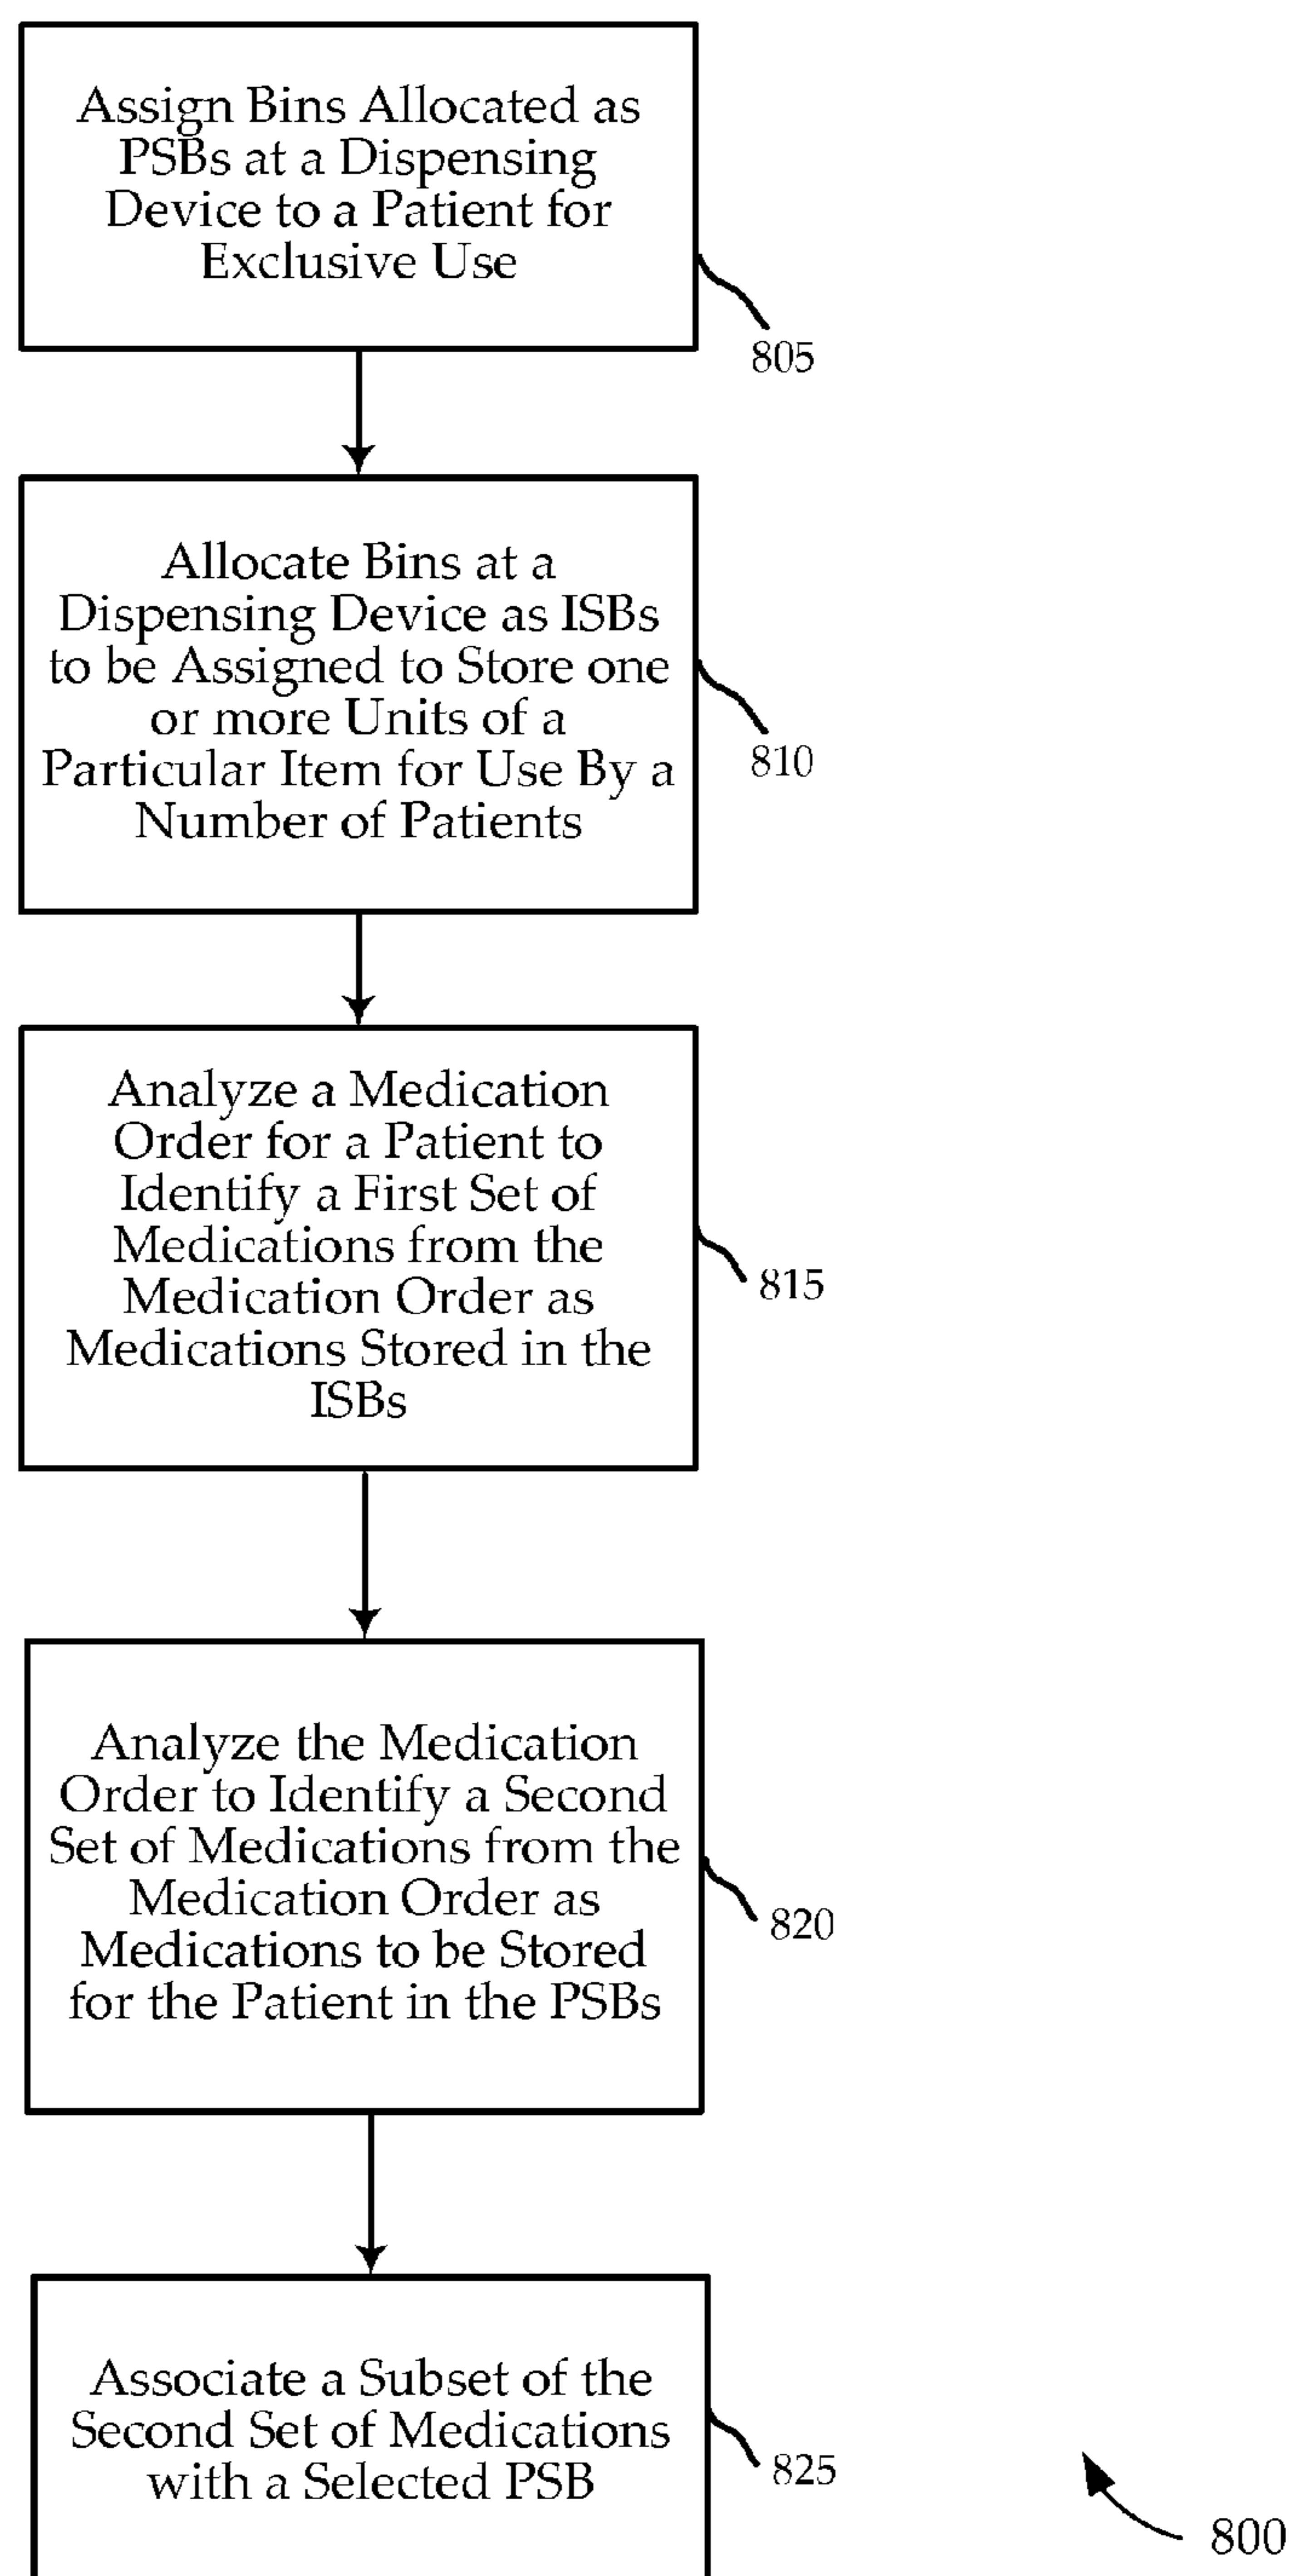 Assign Bins Allocated as
PSBs at a Dispensing
Device to a Patient for
Exclusive Use
805
Allocate Bins at a
Dispensing Device as ISBs
to be Assigned to Store one
or more Units of a
Particular Item for Use By a
Number of Patients
810
Analyze a Medication
Order for a Patient to
Identify a First Set of
Medications from the
Medication Order as
Medications Stored in the
ISBs
815
Analyze the Medication
Order to Identify a Second
Set of Medications from the
Medication Order as
Medications to be Stored
for the Patient in the PSBs
820
Associate a Subset of the
Second Set of Medications
with a Selected PSB
825
800